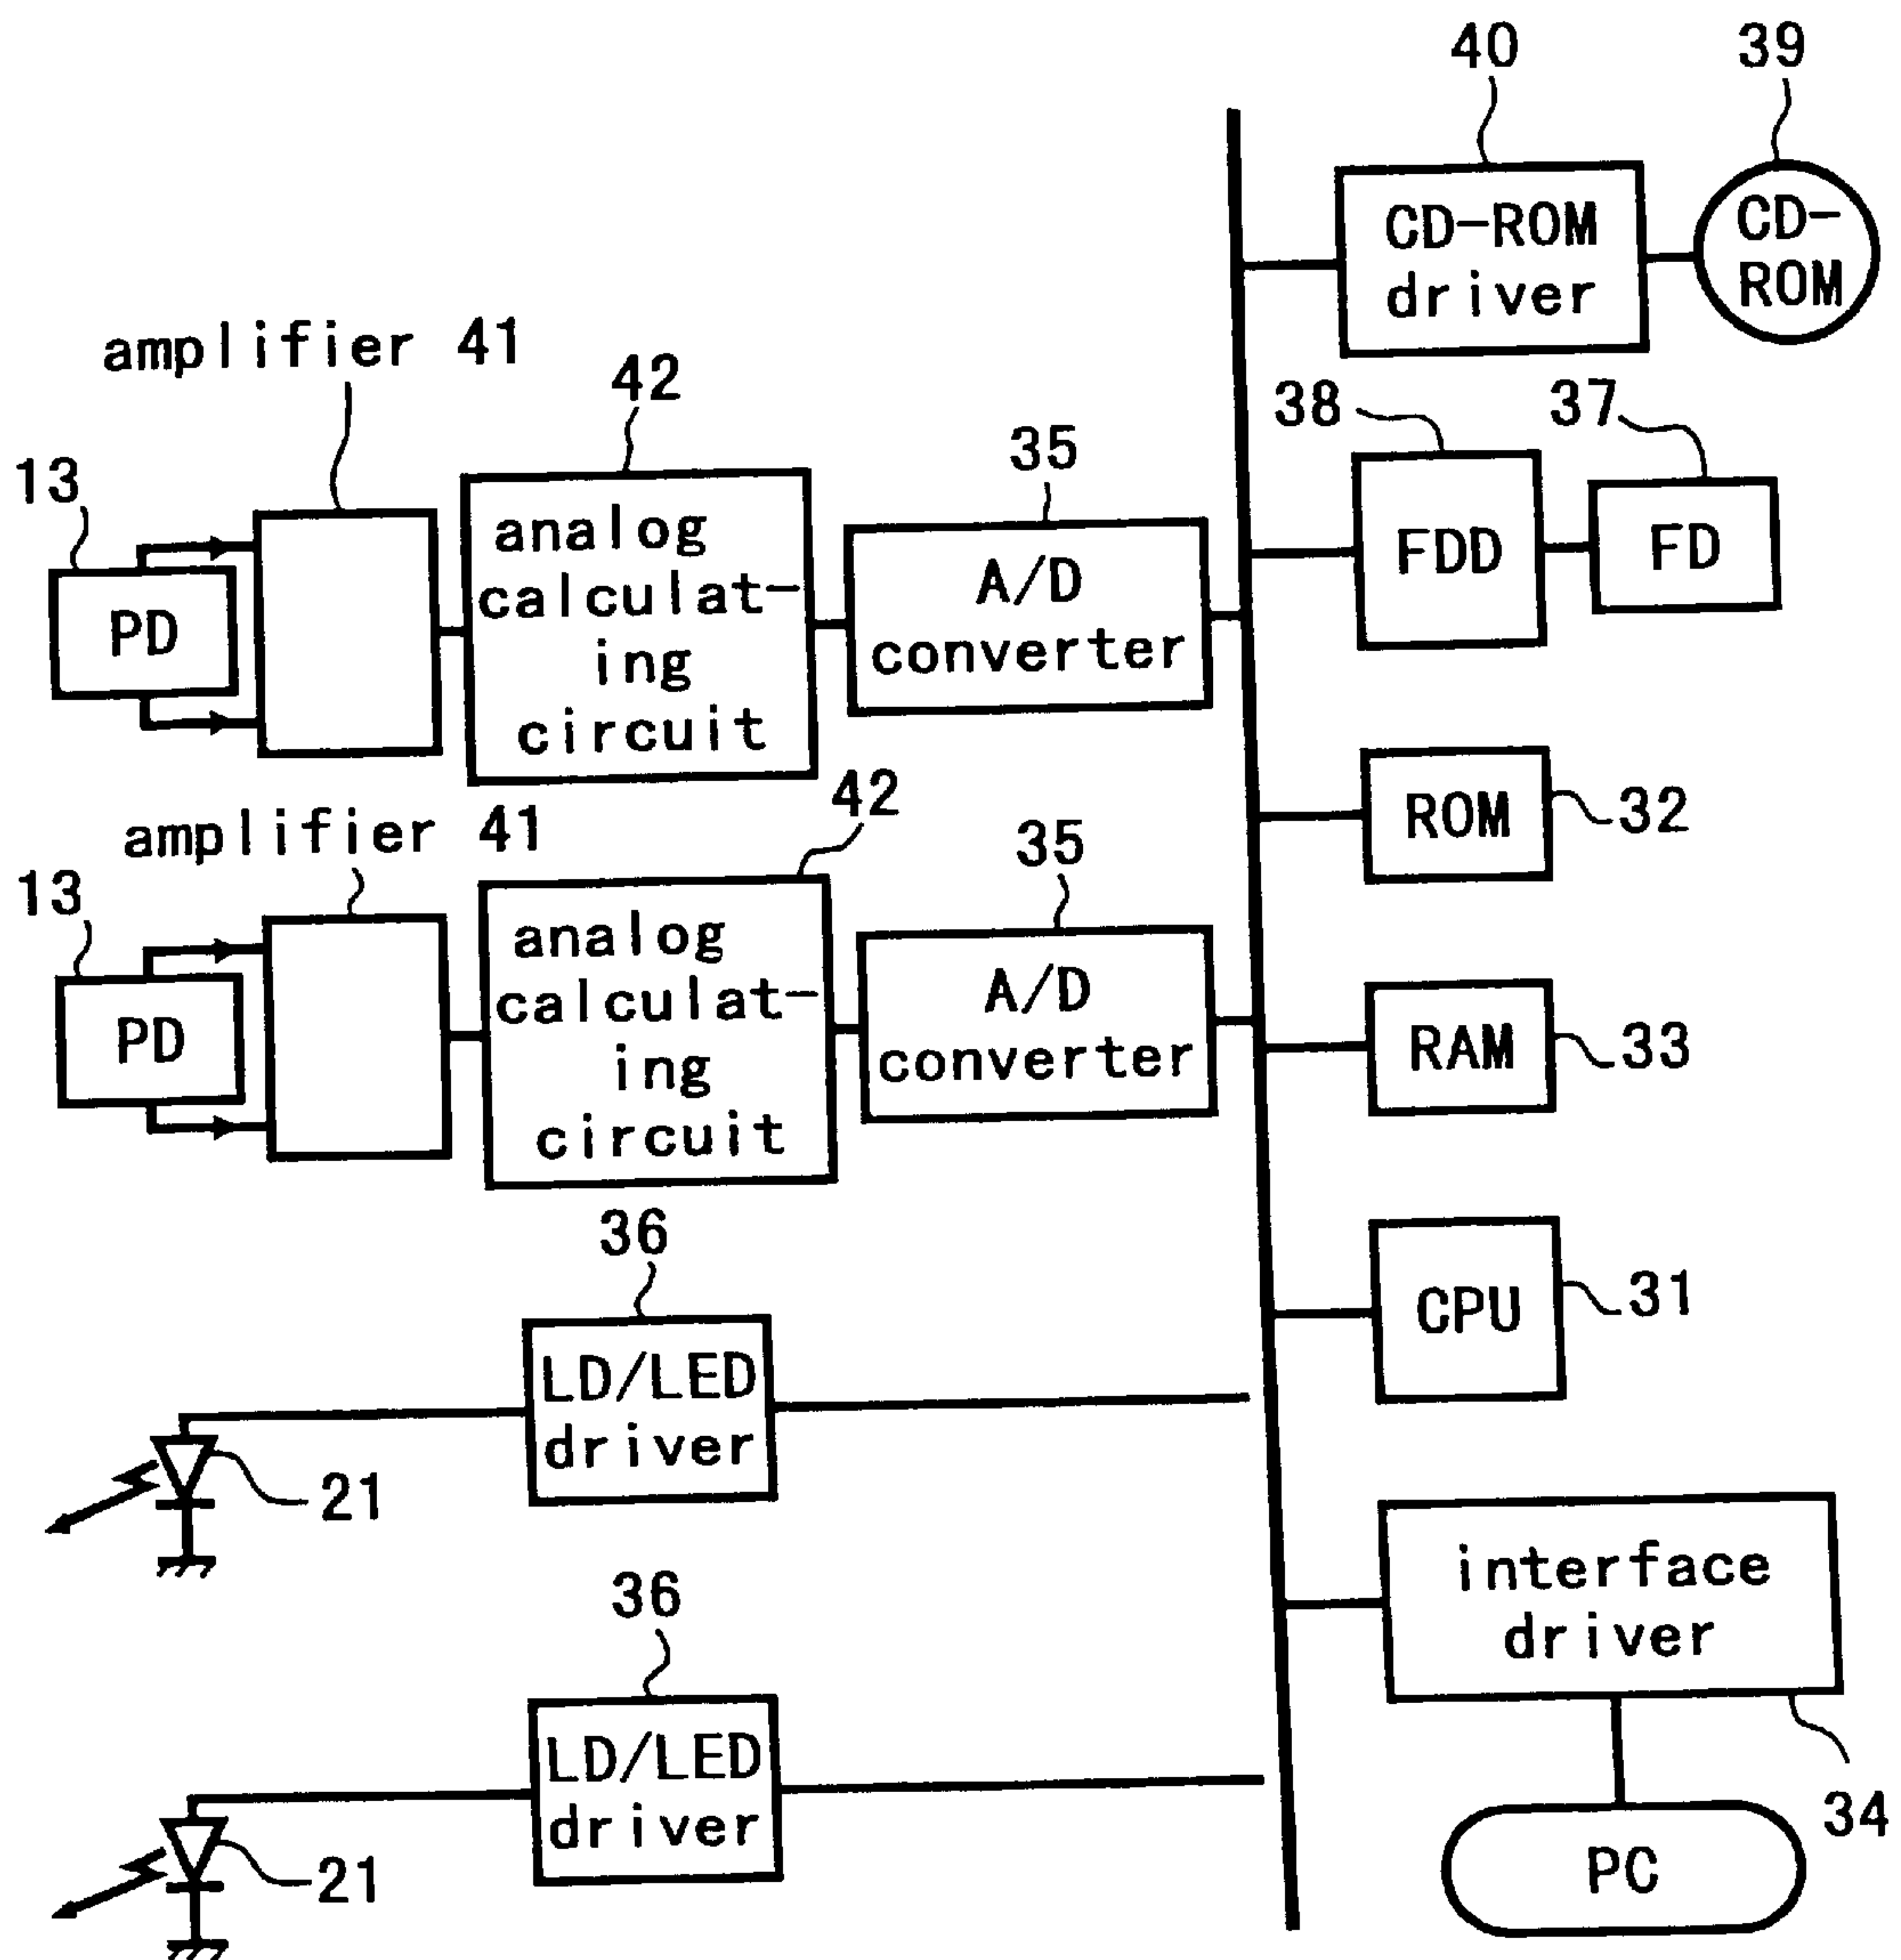 40
39
CD-ROM
driver
CD-
ROM
amplifier 41
42
38
37
35
13
PD
analog
calculat-
ing
circuit
A/D
converter
FDD
FD
ROM
32
amplifier 41
42
35
13
PD
analog
calculat-
ing
circuit
A/D
converter
RAM
33
36
LD/LED
driver
21
CPU
31
interface
driver
34
PC
36
LD/LED
driver
21